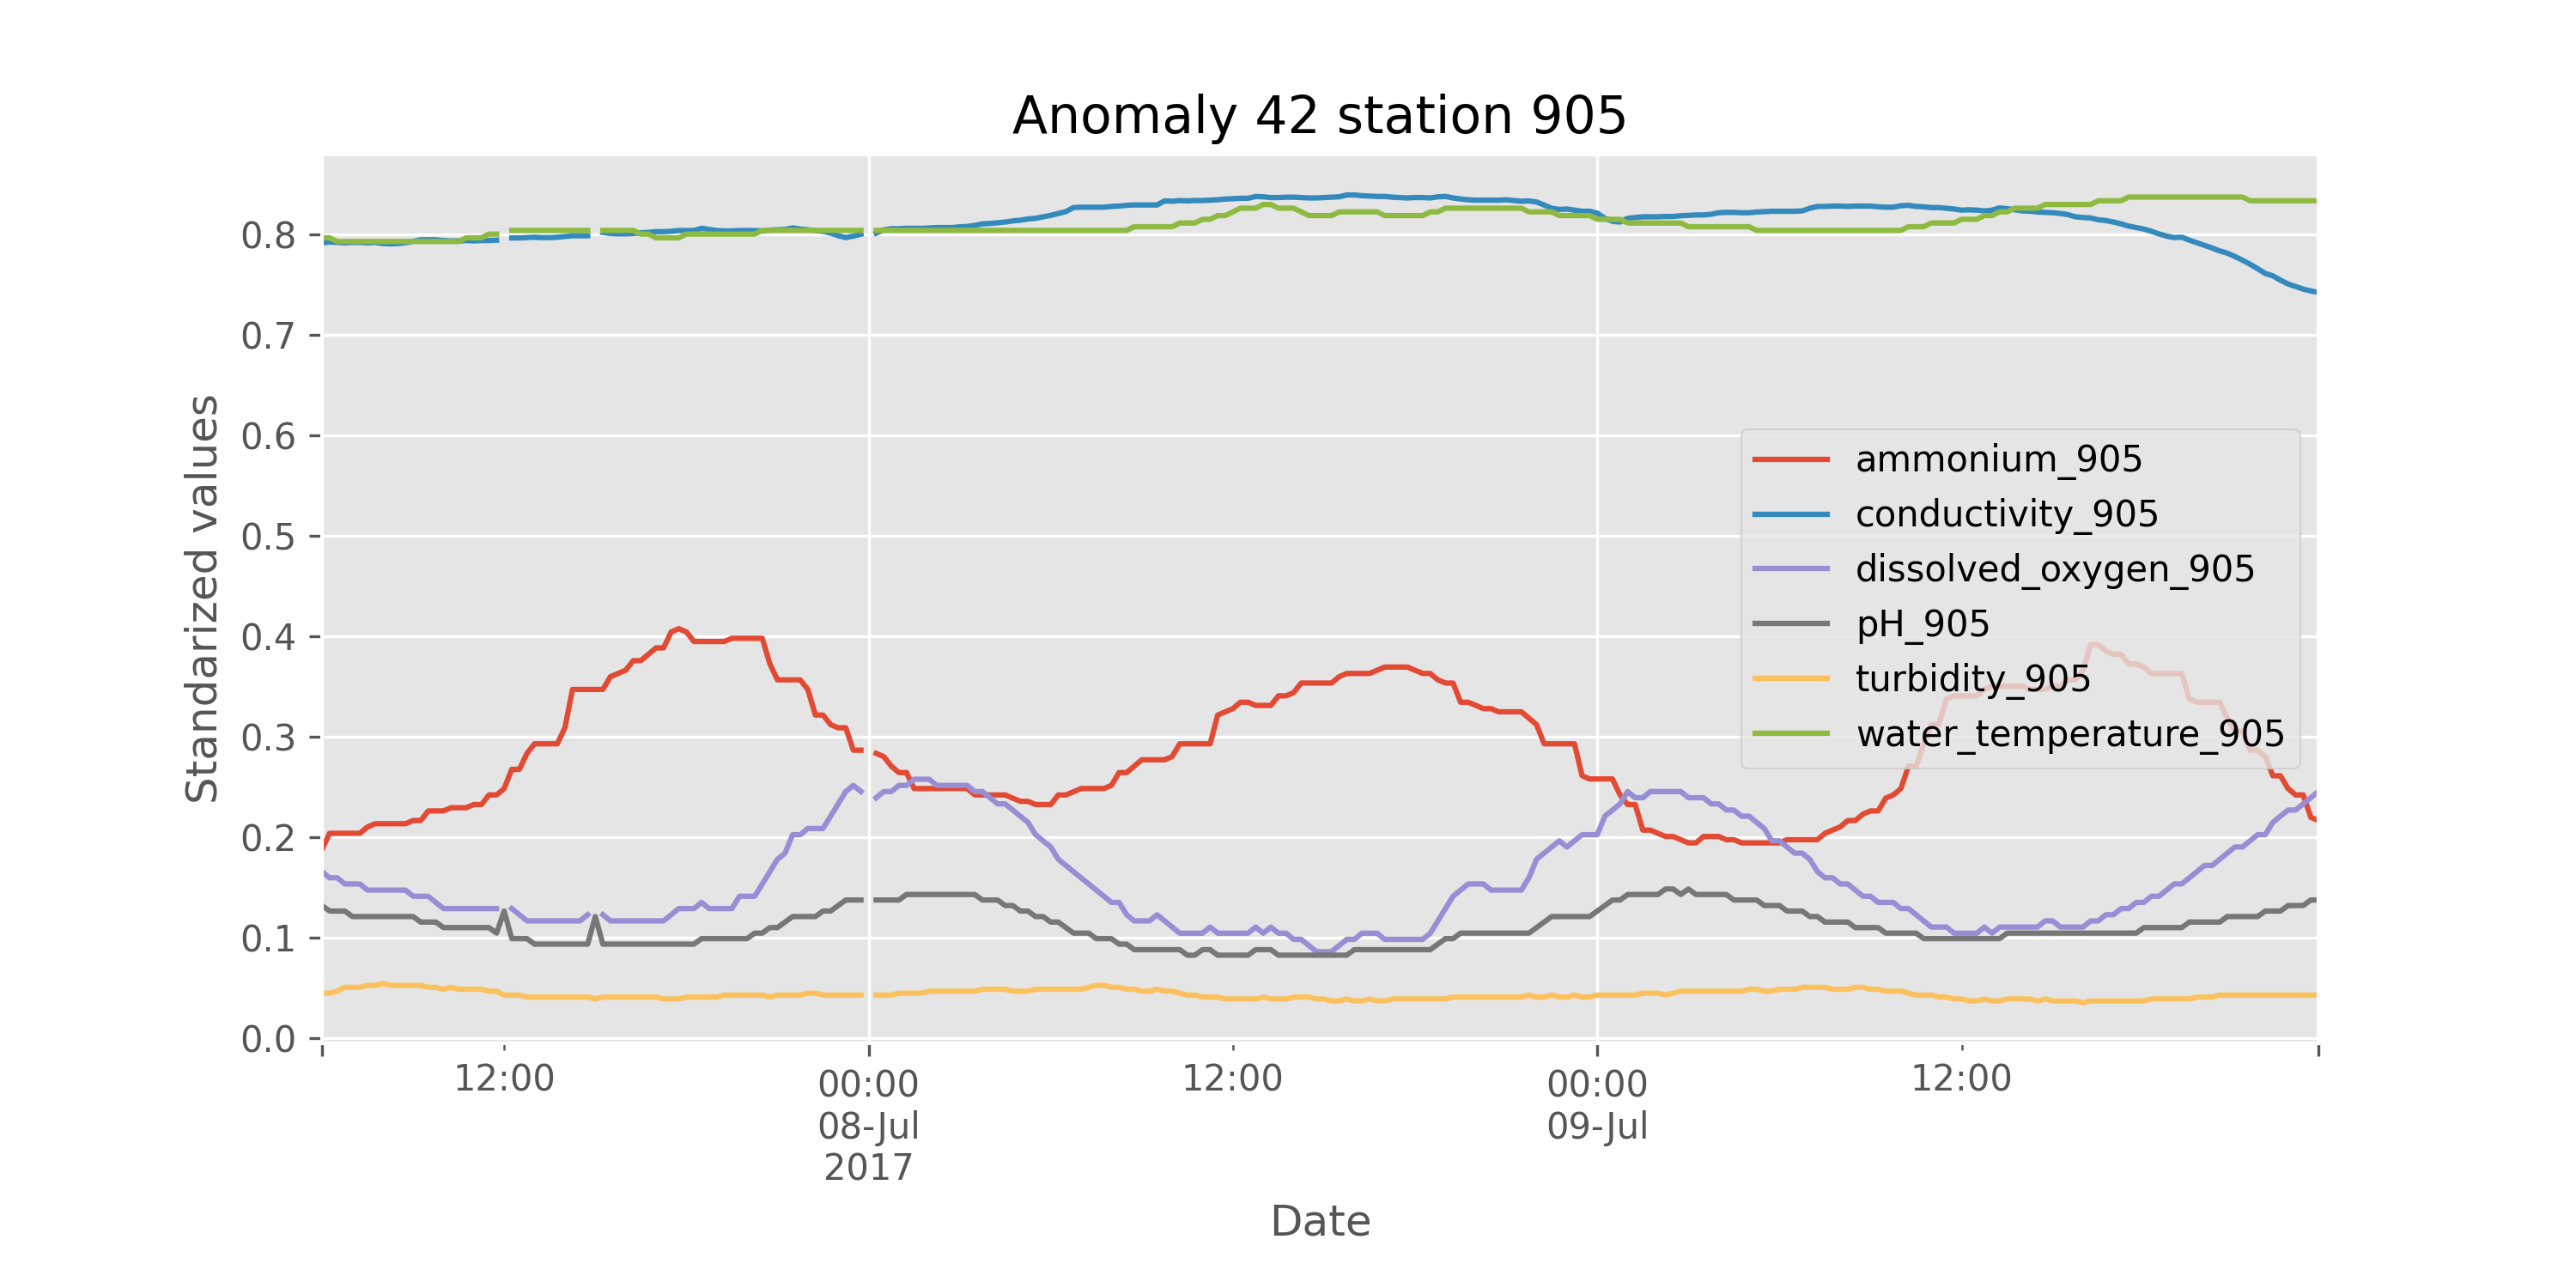 Anomaly 42 station 905
Standardized values
0.8
0.7
0.6
0.5
0.4
0.3
0.2
0.1
0.0
ammonium_905
conductivity_905
dissolved_oxygen_905
pH_905
turbidity_905
water_temperature_905
12:00
00:00
08-Jul
2017
12:00
00:00
09-Jul
12:00
Date